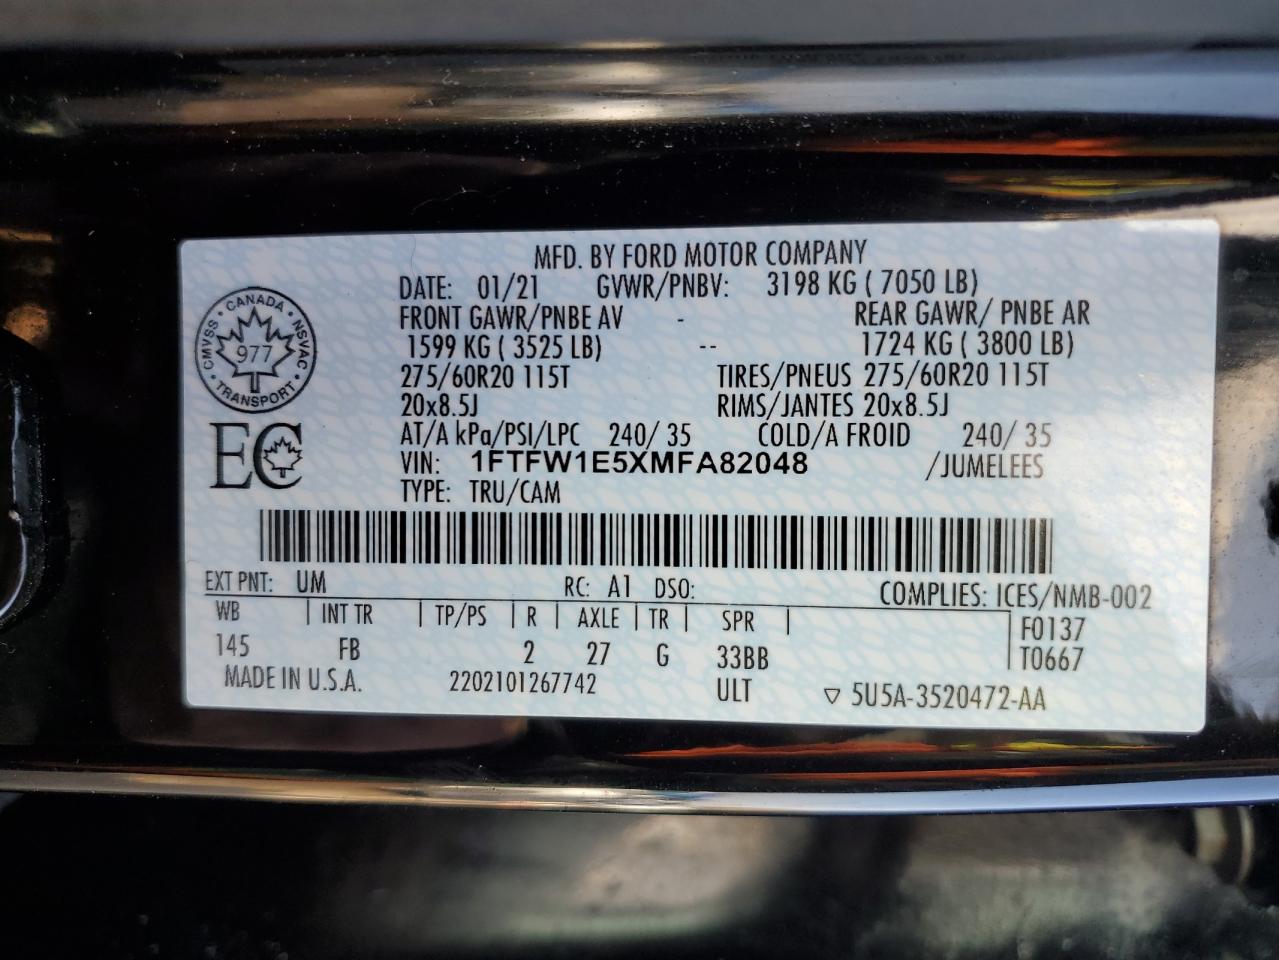 MFD. BY FORD MOTOR COMPANY
DATE: 01/21 GVWR/PNBV: 3198 KG ( 7050 LB)
FRONT GAWR/PNBE AV - REAR GAWR/ PNBE AR
1599 KG ( 3525 LB) -- 1724 KG ( 3800 LB)
275/60R20 115T TIRES/PNEUS 275/60R20 115T
20x8.5J RIMS/JANTES 20x8.5J
AT/A kPa/PSI/LPC 240/ 35 COLD/A FROID 240/ 35
VIN: 1FTFW1E5XMFA82048 /JUMELEES
TYPE: TRU/CAM
CANADA
CMVSS • NSVAC
977
TRANSPORT
EC
EXT PNT: UM RC: A1 DSO: COMPLIES: ICES/NMB-002
WB | INT TR | TP/PS | R | AXLE | TR | SPR | F0137
145 FB 2 27 G 33BB T0667
MADE IN U.S.A. 2202101267742 ULT ▽ 5U5A-3520472-AA